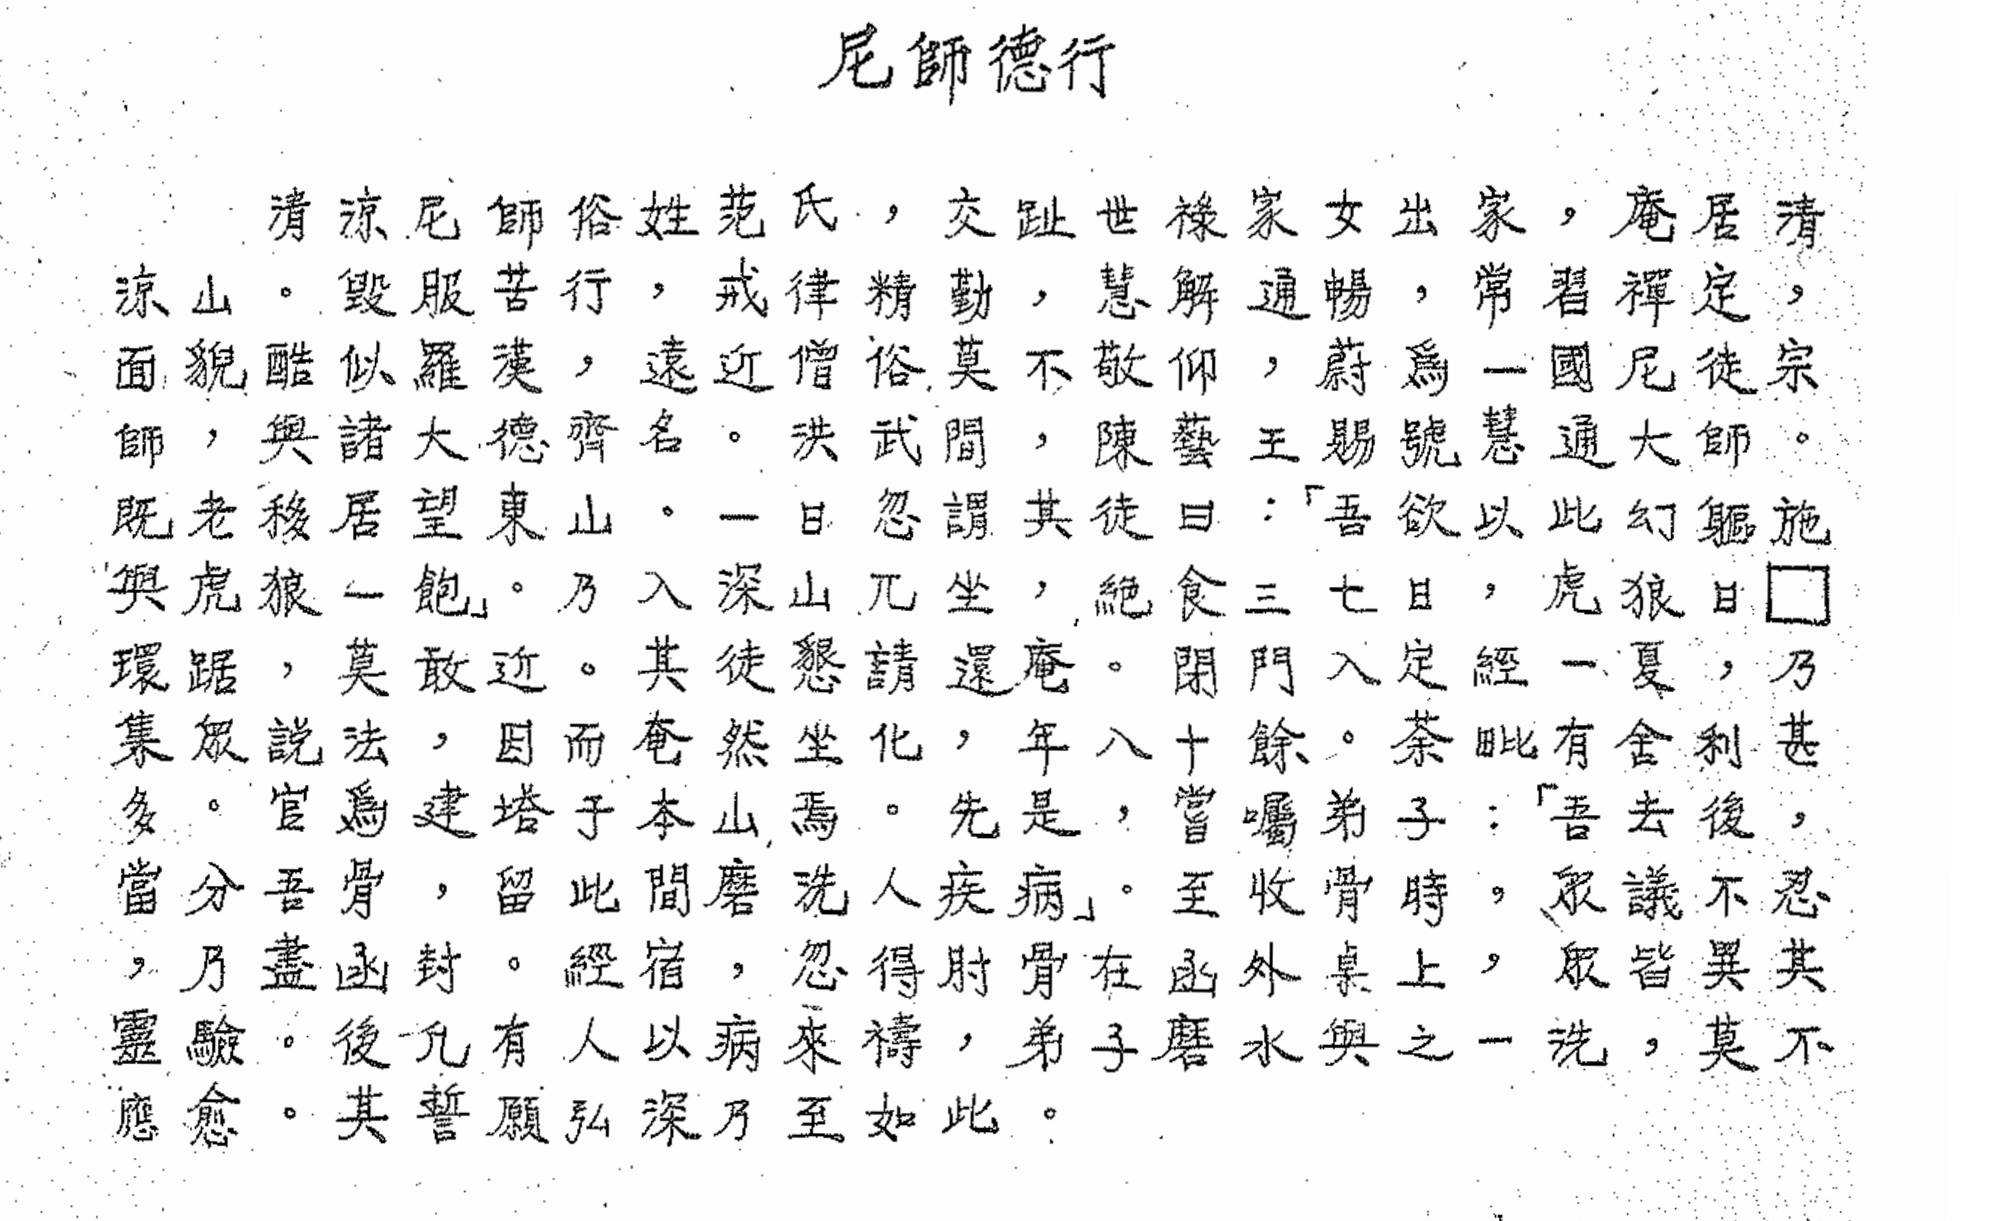 尼師德行
清涼尼師俗姓范氏，交趾世祿家女出家，庵居清
涼山。毀服苦行，戒律精勤，慧解通暢，常習禪定，
面貌酷似羅漢，遠近僧俗莫不敬仰，蔚爲一國尼徒宗
師，與諸大德齊名。洪武間，陳藝王賜號慧通大師。
既老移居望東山。一日忽謂其徒曰：「吾欲以此幻軀施
與虎狼一飽」。乃入深山兀坐，絕食三七日，虎狼日□
環踞，莫敢近。其徒懇請還庵。閉門入定經一夏，乃
集眾說法，因而奄然坐化，年八十餘。荼毗有舍利甚
多。官爲建塔于本山焉。先是，嘗囑弟子：「吾去後，
當分吾骨，留此間磨洗人疾病」。至收骨時，眾議不忍
，乃盡函封。經宿，忽得肘骨在函外桌上，眾皆異其
靈驗。後凡有人以病來禱，弟子磨水與之一洗，莫不
應愈。其誓願弘深乃至如此。